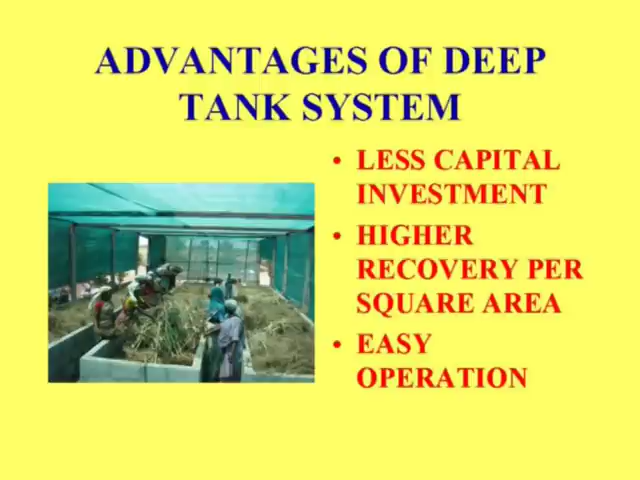 ADVANTAGES OF DEEP
TANK SYSTEM
• LESS CAPITAL
INVESTMENT
• HIGHER
RECOVERY PER
SQUARE AREA
• EASY
OPERATION